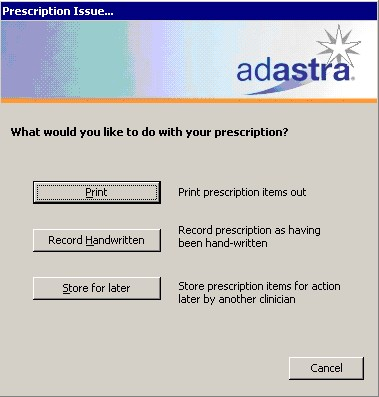 Prescription Issue...
adastra
What would you like to do with your prescription?
Print
Print prescription items out
Record Handwritten
Record prescription as having
been hand-written
Store for later
Store prescription items for action
later by another clinician
Cancel